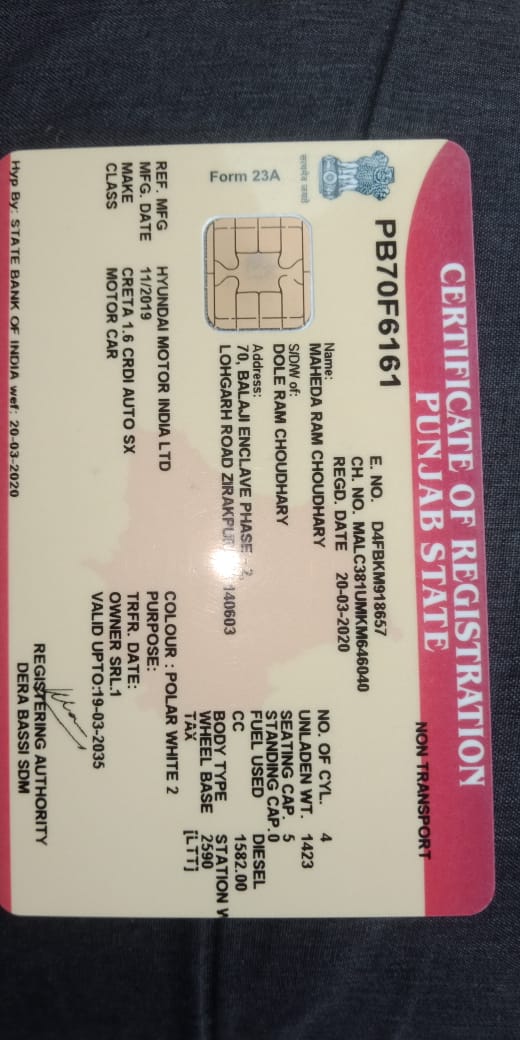 CERTIFICATE OF REGISTRATION
PUNJAB STATE
NON TRANSPORT
सत्यमेव जयते
Form 23A
PB70F6161
E. NO. D4FBKM918657
CH. NO. MALC381UMKM646040
REGD. DATE 20-03-2020
Name:
MAHEDA RAM CHOUDHARY
S/D/W of:
DOLE RAM CHOUDHARY
Address:
70, BALAJI ENCLAVE PHASE - 2
LOHGARH ROAD ZIRAKPUR 140603
NO. OF CYL. 4
UNLADEN WT. 1423
SEATING CAP. 5
STANDING CAP. 0
FUEL USED DIESEL
CC 1582.00
BODY TYPE STATION W
WHEEL BASE 2590
TAX [LTT]
REF. MFG HYUNDAI MOTOR INDIA LTD
MFG. DATE 11/2019
MAKE CRETA 1.6 CRDI AUTO SX
CLASS MOTOR CAR
COLOUR : POLAR WHITE 2
PURPOSE:
TRFR. DATE:
OWNER SRL.1
VALID UPTO:19-03-2035
REGISTERING AUTHORITY
DERA BASSI SDM
Hyp By: STATE BANK OF INDIA wef: 20-03-2020